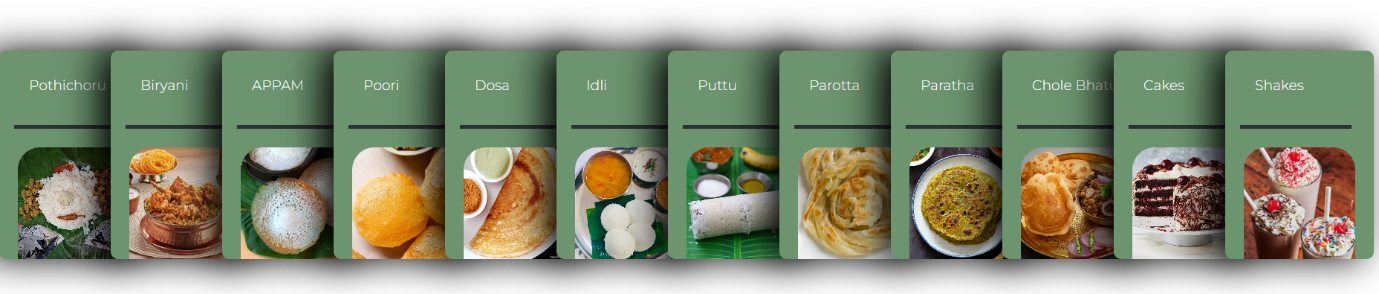 Pothichoru
Biryani
APPAM
Poori
Dosa
Idli
Puttu
Parotta
Paratha
Chole Bhatu
Cakes
Shakes